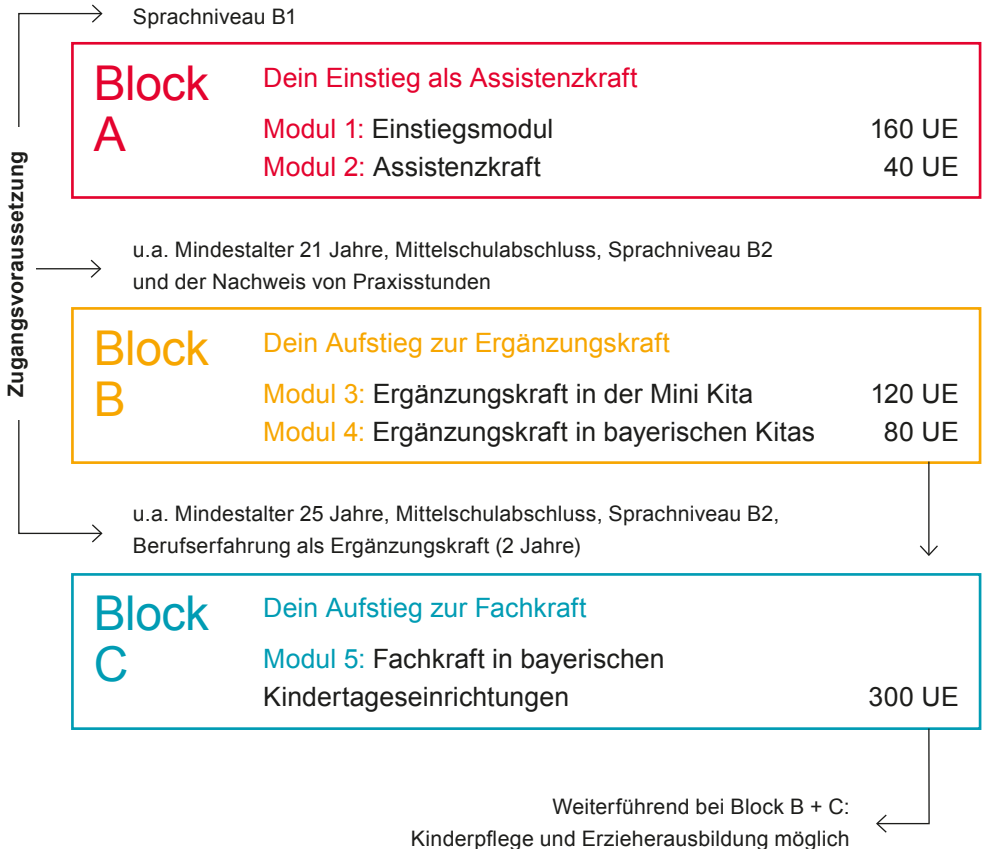 Zugangsvoraussetzung
Sprachniveau B1
Block A
Dein Einstieg als Assistenzkraft
Modul 1: Einstiegsmodul 160 UE
Modul 2: Assistenzkraft 40 UE
u.a. Mindestalter 21 Jahre, Mittelschulabschluss, Sprachniveau B2
und der Nachweis von Praxisstunden
Block B
Dein Aufstieg zur Ergänzungskraft
Modul 3: Ergänzungskraft in der Mini Kita 120 UE
Modul 4: Ergänzungskraft in bayerischen Kitas 80 UE
u.a. Mindestalter 25 Jahre, Mittelschulabschluss, Sprachniveau B2,
Berufserfahrung als Ergänzungskraft (2 Jahre)
Block C
Dein Aufstieg zur Fachkraft
Modul 5: Fachkraft in bayerischen
Kindertageseinrichtungen 300 UE
Weiterführend bei Block B + C:
Kinderpflege und Erzieherausbildung möglich